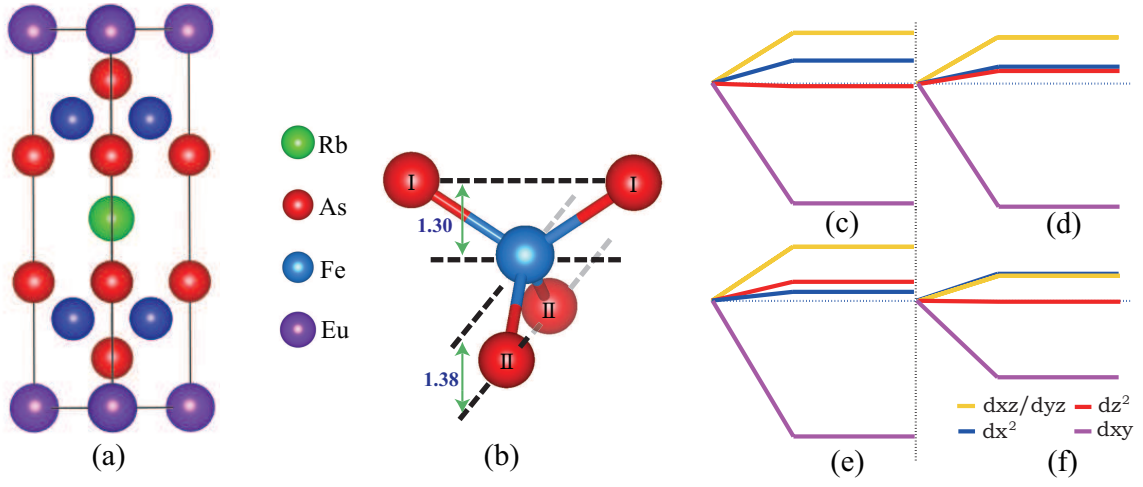 Rb
As
Fe
Eu
(a)
I
I
1.30
II
II
1.38
(b)
(c)
(d)
(e)
(f)
dxz/dyz
dz²
dx²
dxy